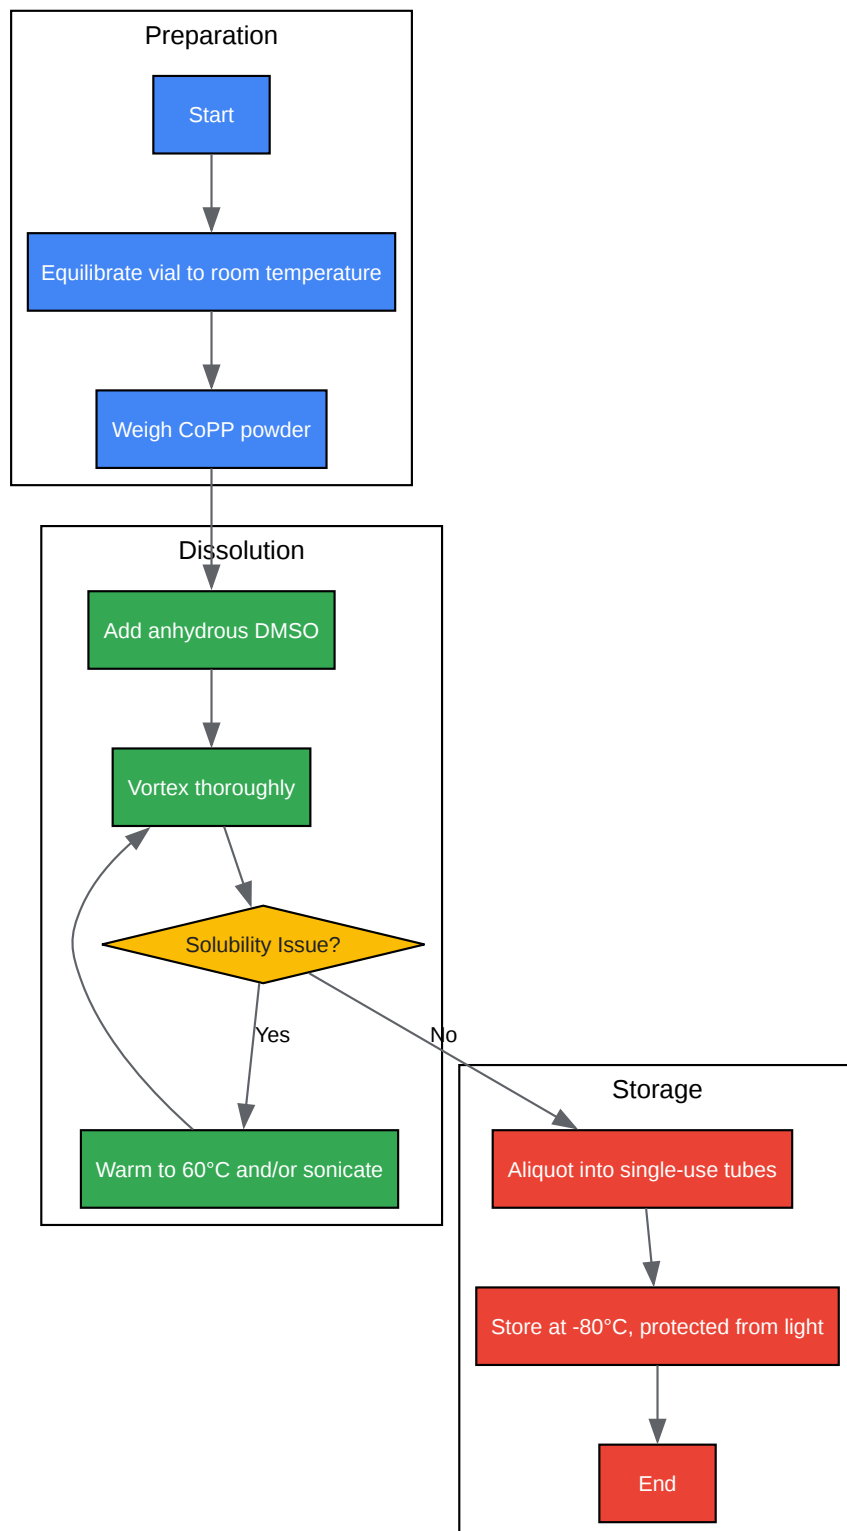 Preparation
Start
Equilibrate vial to room temperature
Weigh CoPP powder
Dissolution
Add anhydrous DMSO
Vortex thoroughly
Solubility Issue?
Yes
No
Warm to 60°C and/or sonicate
Storage
Aliquot into single-use tubes
Store at -80°C, protected from light
End